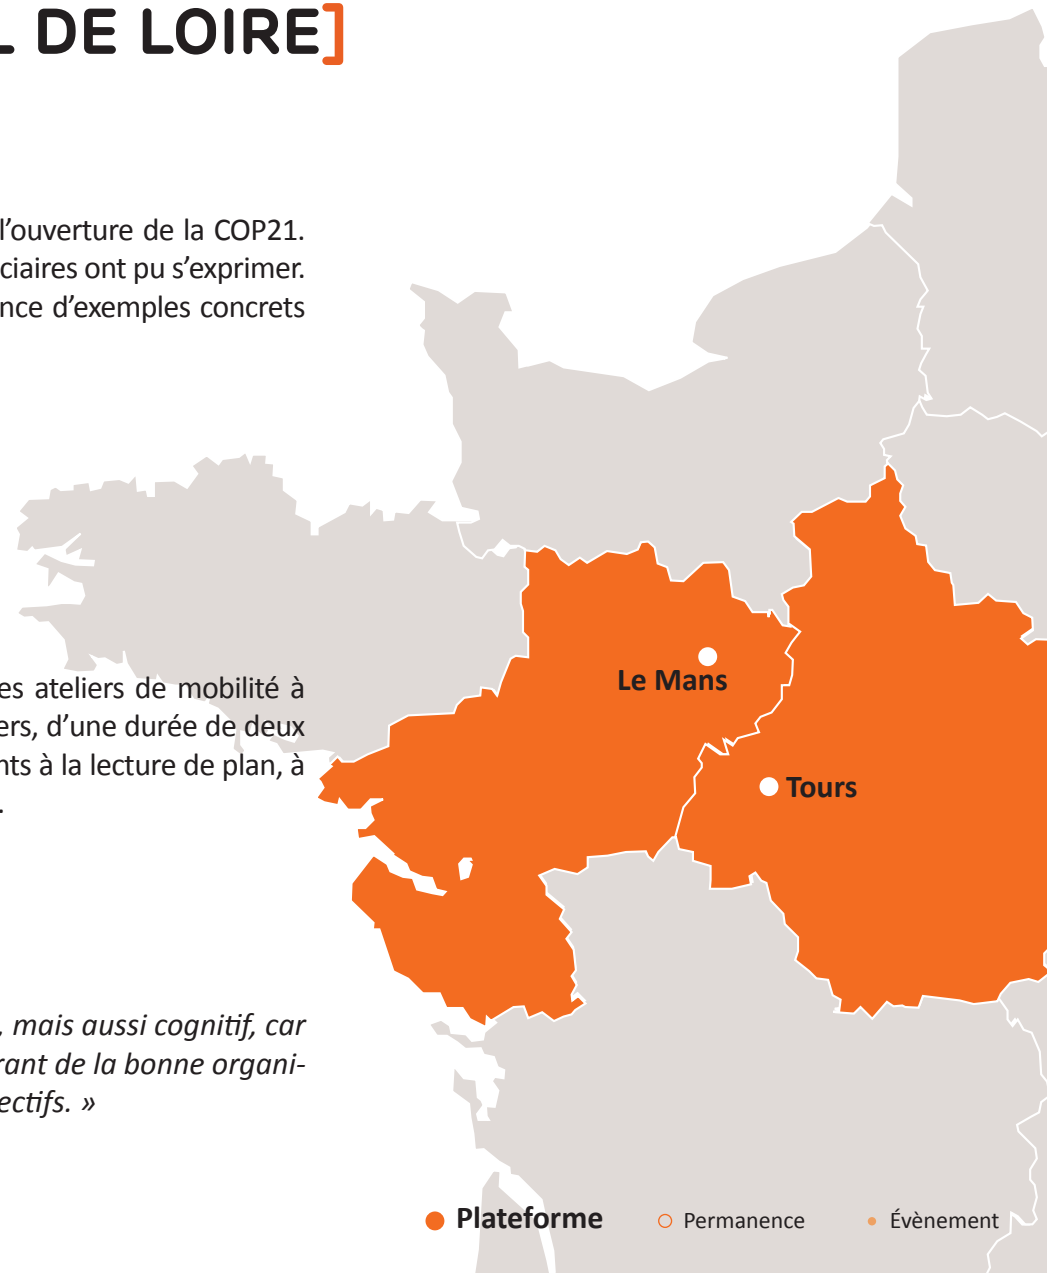 L DE LOIRE]
l’ouverture de la COP21.
ciaires ont pu s’exprimer.
nce d’exemples concrets
es ateliers de mobilité à
ers, d’une durée de deux
nts à la lecture de plan, à
.
, mais aussi cognitif, car
rant de la bonne organi-
ectifs. »
Le Mans
Tours
Plateforme
Permanence
Évènement